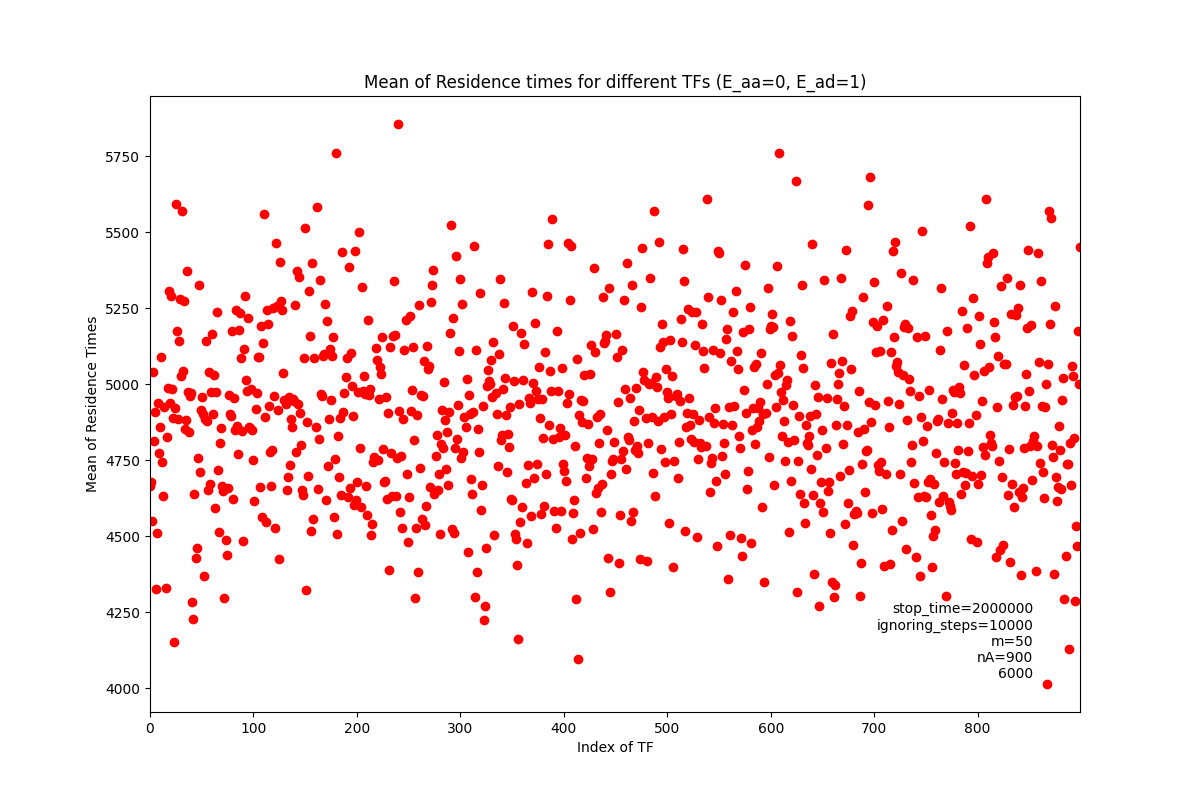 Mean of Residence times for different TFs (E_aa=0, E_ad=1)
Mean of Residence Times
5750
5500
5250
5000
4750
4500
4250
4000
stop_time=2000000
ignoring_steps=10000
m=50
nA=900
6000
0 100 200 300 400 500 600 700 800
Index of TF